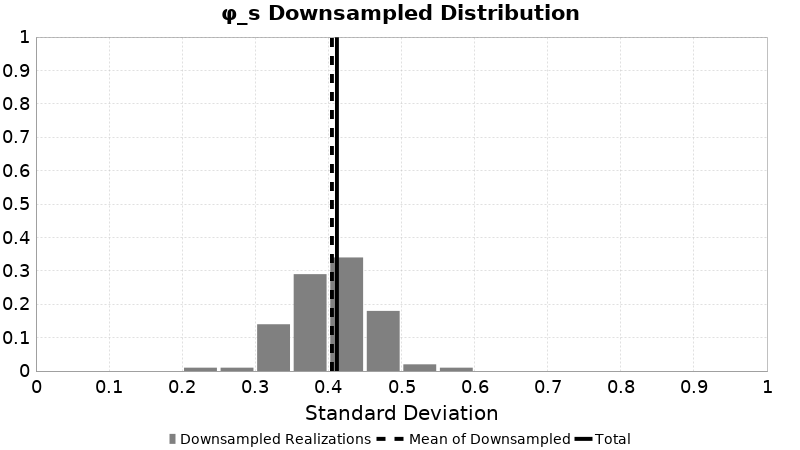 φ_s Downsampled Distribution
1
0.9
0.8
0.7
0.6
0.5
0.4
0.3
0.2
0.1
0
0 0.1 0.2 0.3 0.4 0.5 0.6 0.7 0.8 0.9 1
Standard Deviation
Downsampled Realizations Mean of Downsampled Total